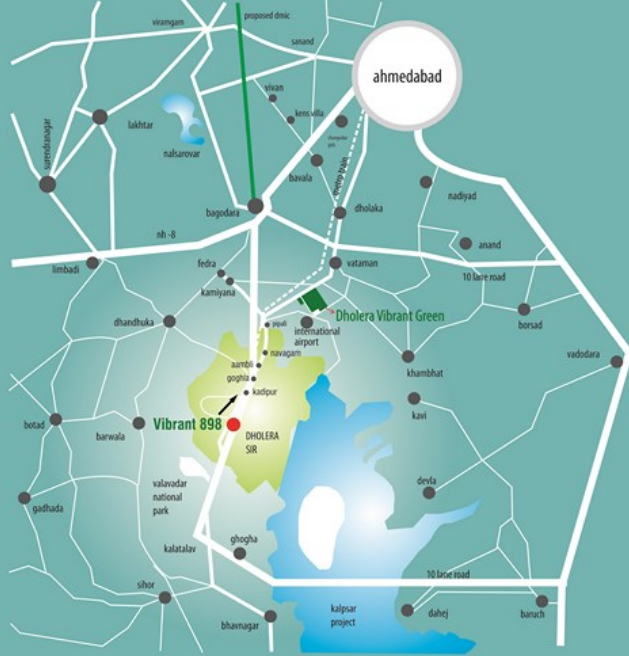 proposed dmic
viramgam
sanand
ahmedabad
vivan
kens villa
lakhtar
surendranagar
nalsarovar
bavala
metro train
nadiyad
bagodara
dholaka
nh -8
anand
limbadi
fedra
vataman
10 lane road
kamiyana
dhandhuka
pipali
Dholera Vibrant Green
international
airport
borsad
navagam
vadodara
aambli
goghla
khambhat
kadipur
kavi
botad
barwala
Vibrant 898
DHOLERA
SIR
valavadar
national
park
devla
gadhada
kalatalav
ghogha
10 lane road
sihor
kalpsar
project
dahej
baruch
bhavnagar